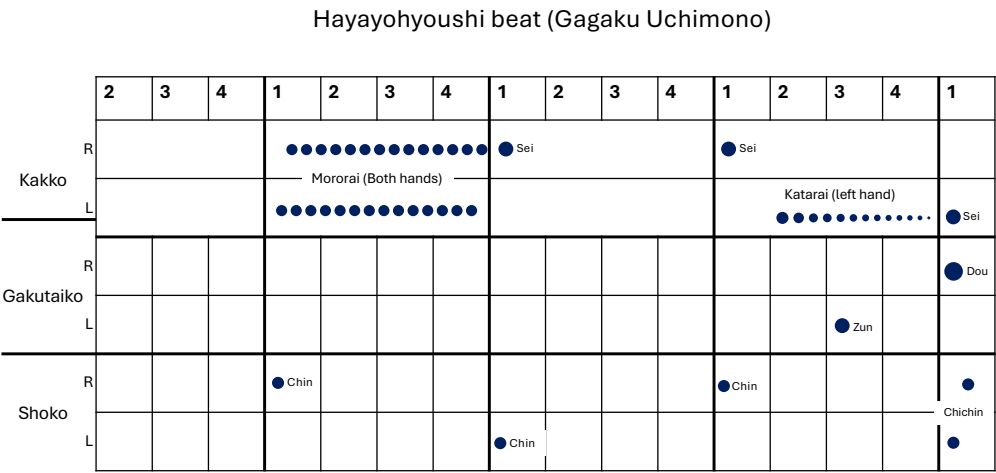 Hayayohyoushi beat (Gagaku Uchimono)
2 3 4 1 2 3 4 1 2 3 4 1 2 3 4 1
R Sei Sei
Kakko Mororai (Both hands)
Katarai (left hand)
L Sei
R Dou
Gakutaiko
L Zun
R Chin Chin
Shoko Chichin
L Chin